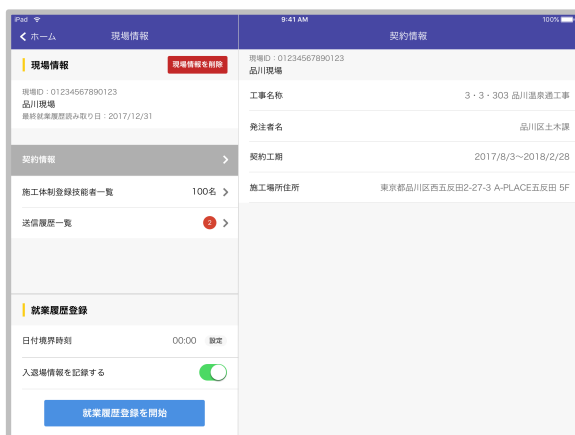 iPad
9:41 AM
100%
ホーム
現場情報
契約情報
現場情報
現場情報を削除
現場ID：01234567890123
品川現場
最終就業履歴読み取り日：2017/12/31
契約情報
施工体制登録技能者一覧
100名
送信履歴一覧
2
就業履歴登録
日付境界時刻
00:00
設定
入退場情報を記録する
就業履歴登録を開始
現場ID：01234567890123
品川現場
工事名称
3・3・303 品川温泉通工事
発注者名
品川区土木課
契約工期
2017/8/3〜2018/2/28
施工場所住所
東京都品川区西五反田2-27-3 A-PLACE五反田 5F